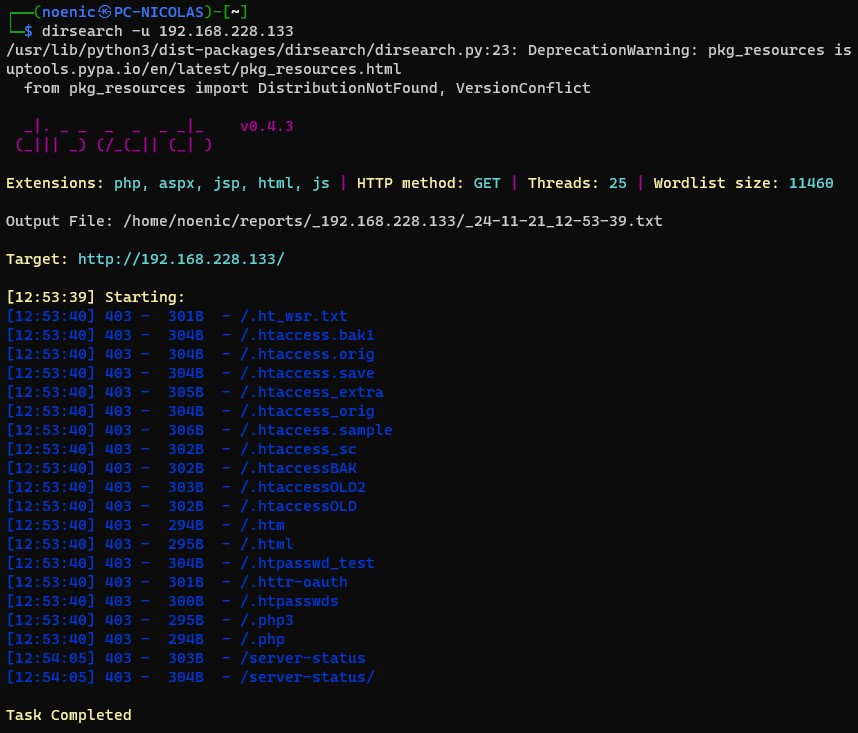 ┌──(noenic㉿PC-NICOLAS)-[~]
└─$ dirsearch -u 192.168.228.133
/usr/lib/python3/dist-packages/dirsearch/dirsearch.py:23: DeprecationWarning: pkg_resources is
uptools.pypa.io/en/latest/pkg_resources.html
  from pkg_resources import DistributionNotFound, VersionConflict
  _|. _ _  _  _  _ _|_    v0.4.3
 (_||| _) (/_(_|| (_| )
Extensions: php, aspx, jsp, html, js | HTTP method: GET | Threads: 25 | Wordlist size: 11460
Output File: /home/noenic/reports/_192.168.228.133/_24-11-21_12-53-39.txt
Target: http://192.168.228.133/
[12:53:39] Starting:
[12:53:40] 403 -  301B  - /.ht_wsr.txt
[12:53:40] 403 -  304B  - /.htaccess.bak1
[12:53:40] 403 -  304B  - /.htaccess.orig
[12:53:40] 403 -  304B  - /.htaccess.save
[12:53:40] 403 -  305B  - /.htaccess_extra
[12:53:40] 403 -  304B  - /.htaccess_orig
[12:53:40] 403 -  306B  - /.htaccess.sample
[12:53:40] 403 -  302B  - /.htaccess_sc
[12:53:40] 403 -  302B  - /.htaccessBAK
[12:53:40] 403 -  303B  - /.htaccessOLD2
[12:53:40] 403 -  302B  - /.htaccessOLD
[12:53:40] 403 -  294B  - /.htm
[12:53:40] 403 -  295B  - /.html
[12:53:40] 403 -  304B  - /.htpasswd_test
[12:53:40] 403 -  301B  - /.httr-oauth
[12:53:40] 403 -  300B  - /.htpasswds
[12:53:40] 403 -  295B  - /.php3
[12:53:40] 403 -  294B  - /.php
[12:54:05] 403 -  303B  - /server-status
[12:54:05] 403 -  304B  - /server-status/
Task Completed